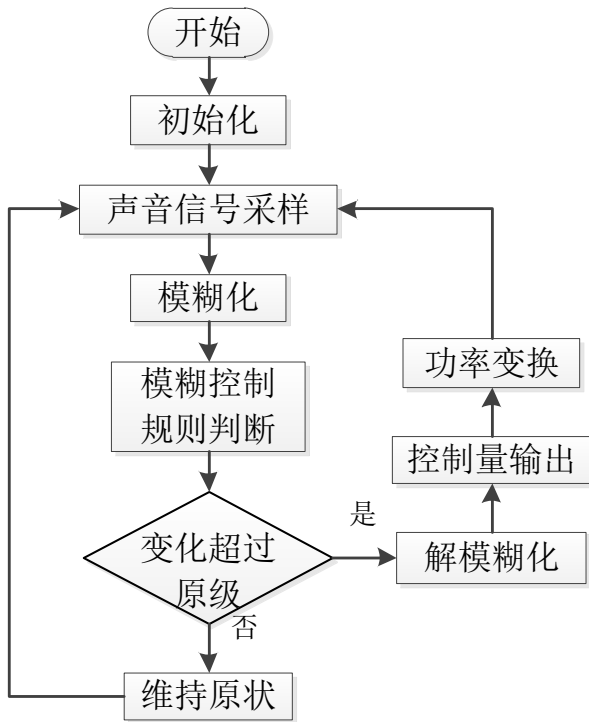 开始
初始化
声音信号采样
模糊化
模糊控制
规则判断
变化超过
原级
是
否
维持原状
解模糊化
控制量输出
功率变换